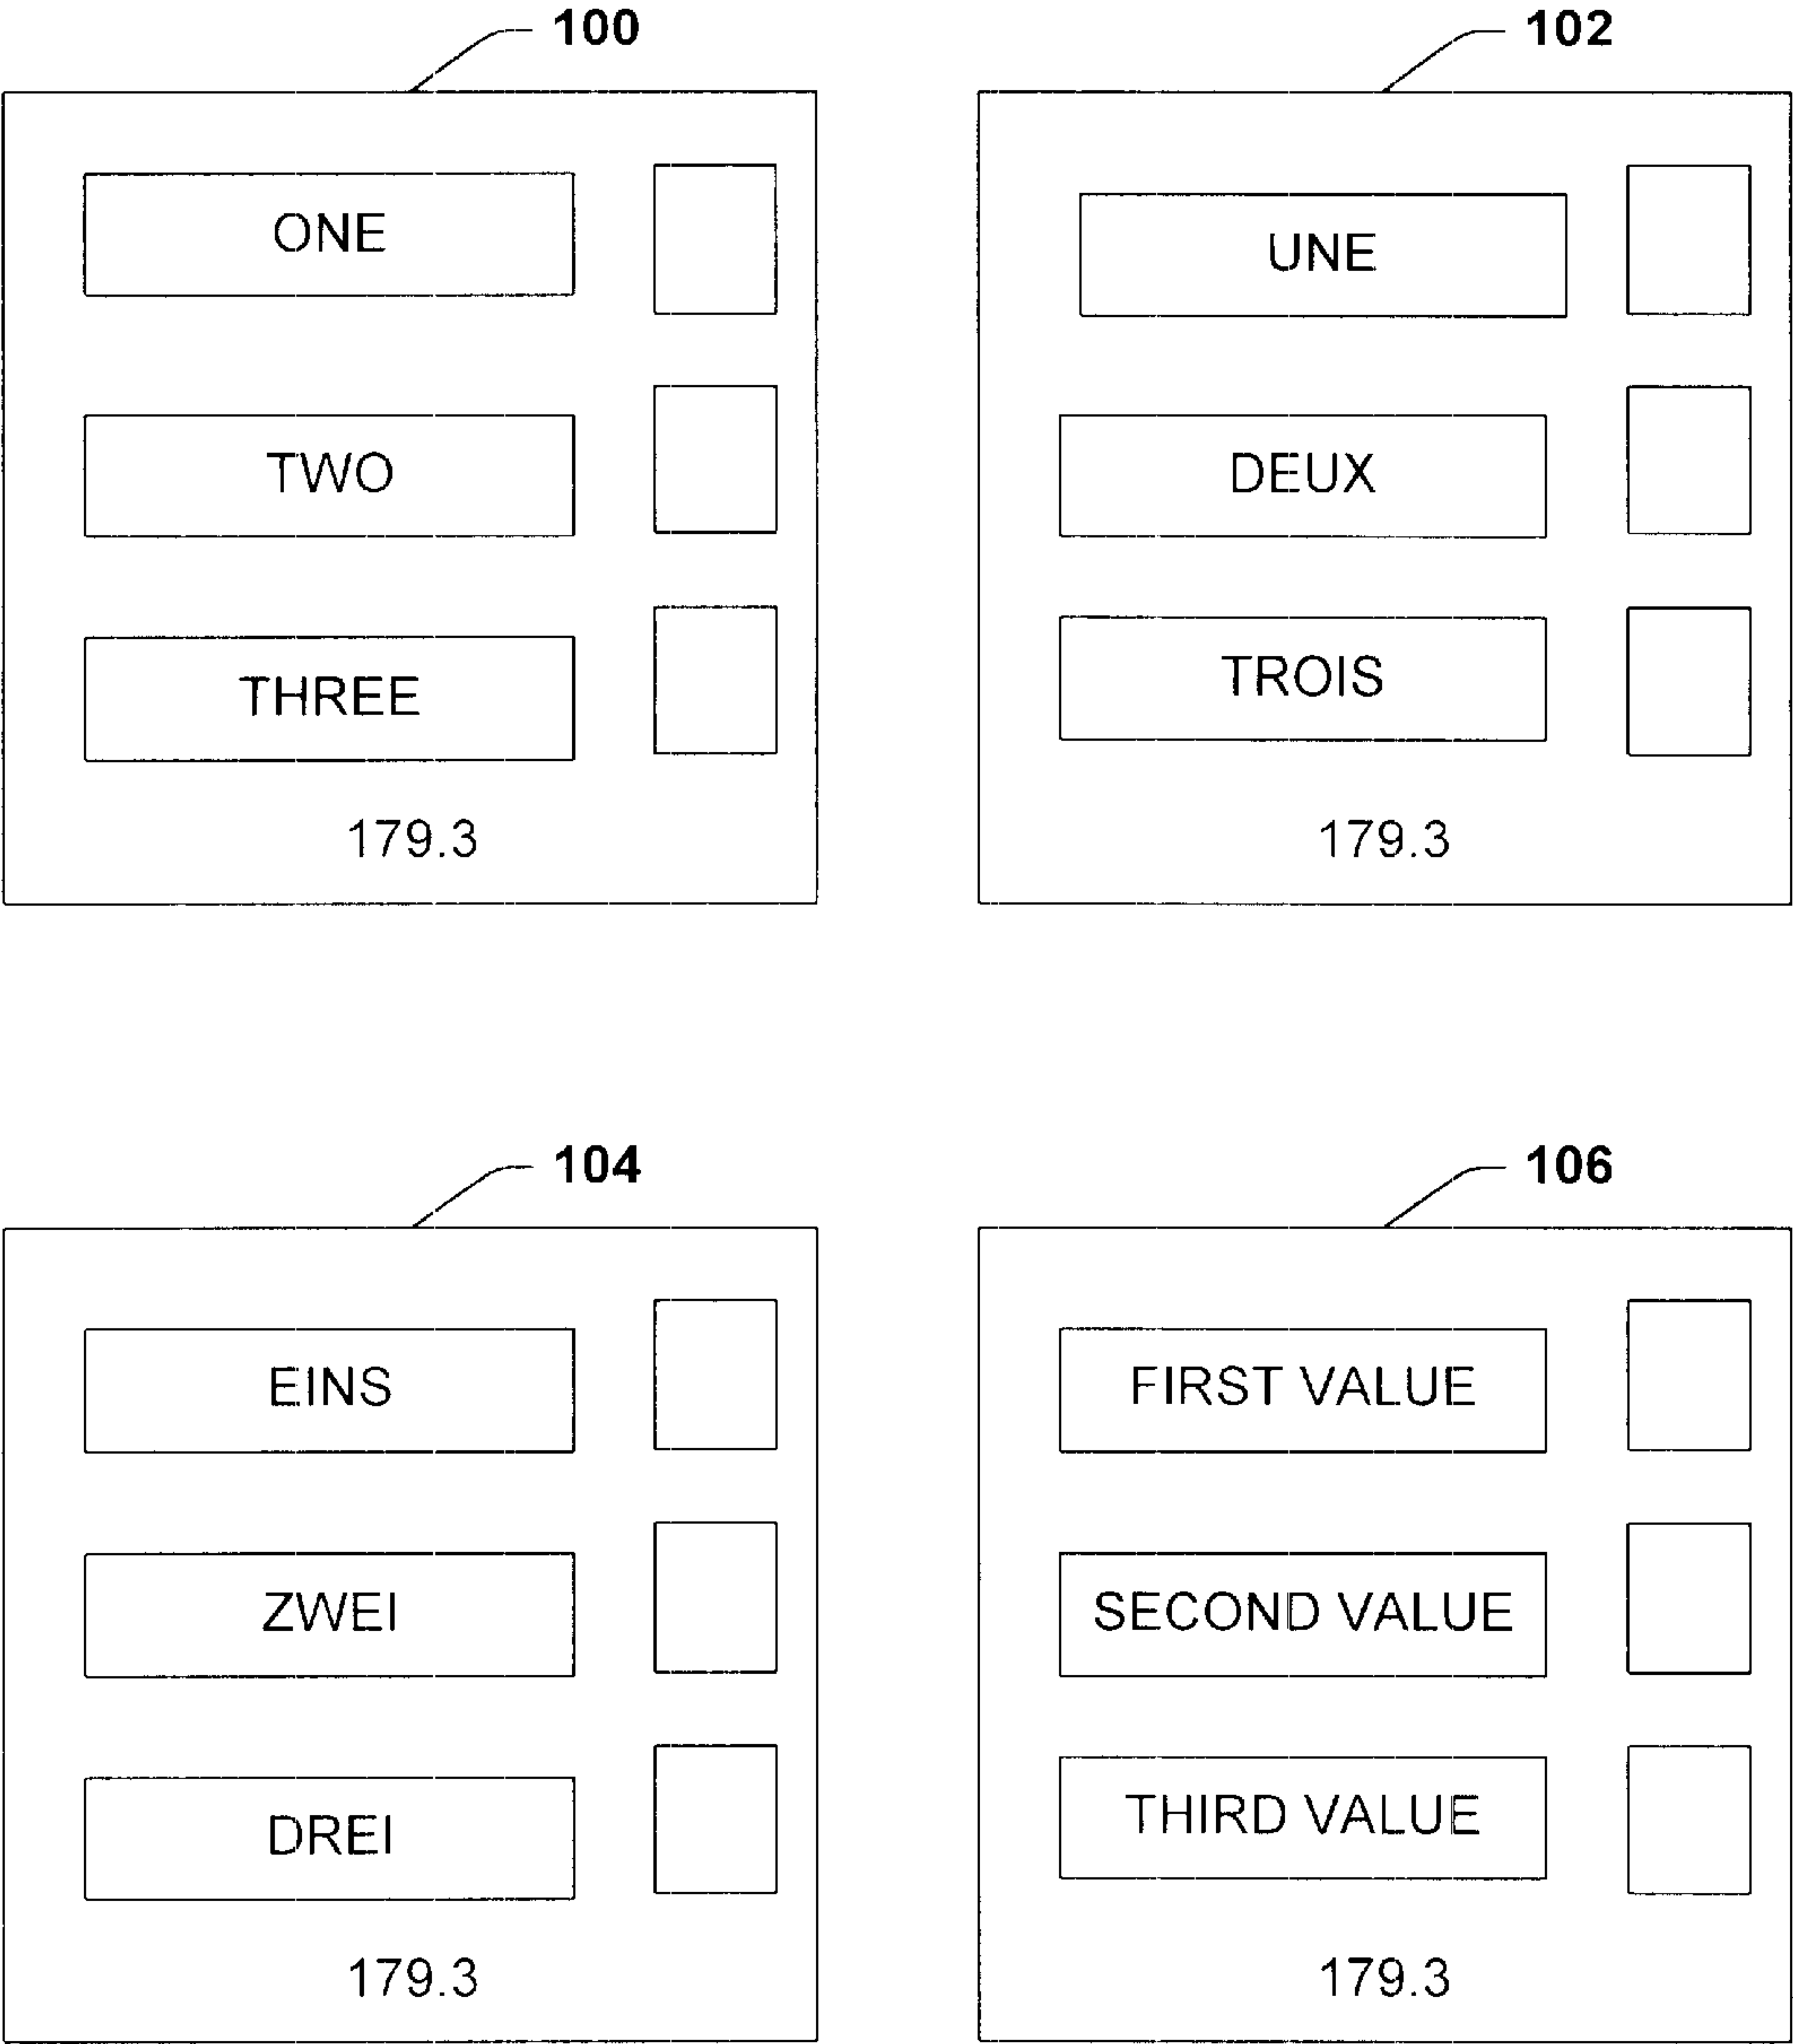 100
ONE
TWO
THREE
179.3
102
UNE
DEUX
TROIS
179.3
104
EINS
ZWEI
DREI
179.3
106
FIRST VALUE
SECOND VALUE
THIRD VALUE
179.3